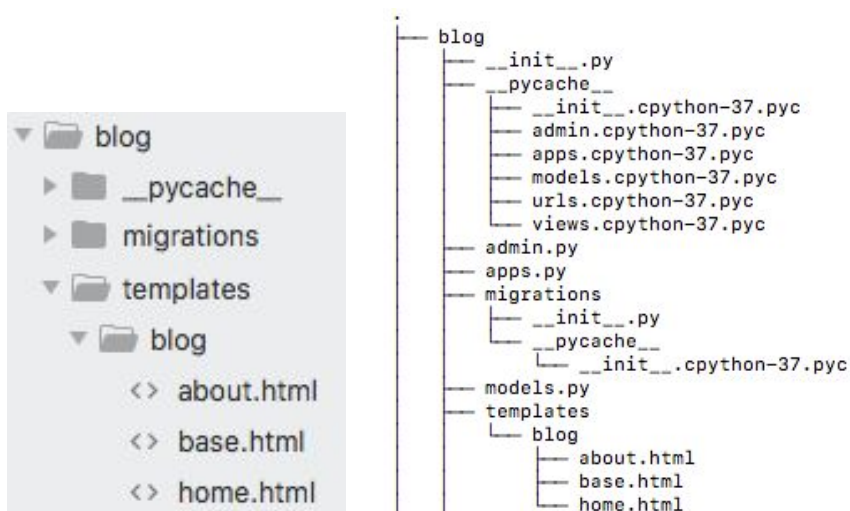 blog
__pycache__
migrations
templates
blog
<> about.html
<> base.html
<> home.html
.
├── blog
│   ├── __init__.py
│   ├── __pycache__
│   │   ├── __init__.cpython-37.pyc
│   │   ├── admin.cpython-37.pyc
│   │   ├── apps.cpython-37.pyc
│   │   ├── models.cpython-37.pyc
│   │   ├── urls.cpython-37.pyc
│   │   └── views.cpython-37.pyc
│   ├── admin.py
│   ├── apps.py
│   ├── migrations
│   │   ├── __init__.py
│   │   └── __pycache__
│   │       └── __init__.cpython-37.pyc
│   ├── models.py
│   ├── templates
│   │   └── blog
│   │       ├── about.html
│   │       ├── base.html
│   │       └── home.html